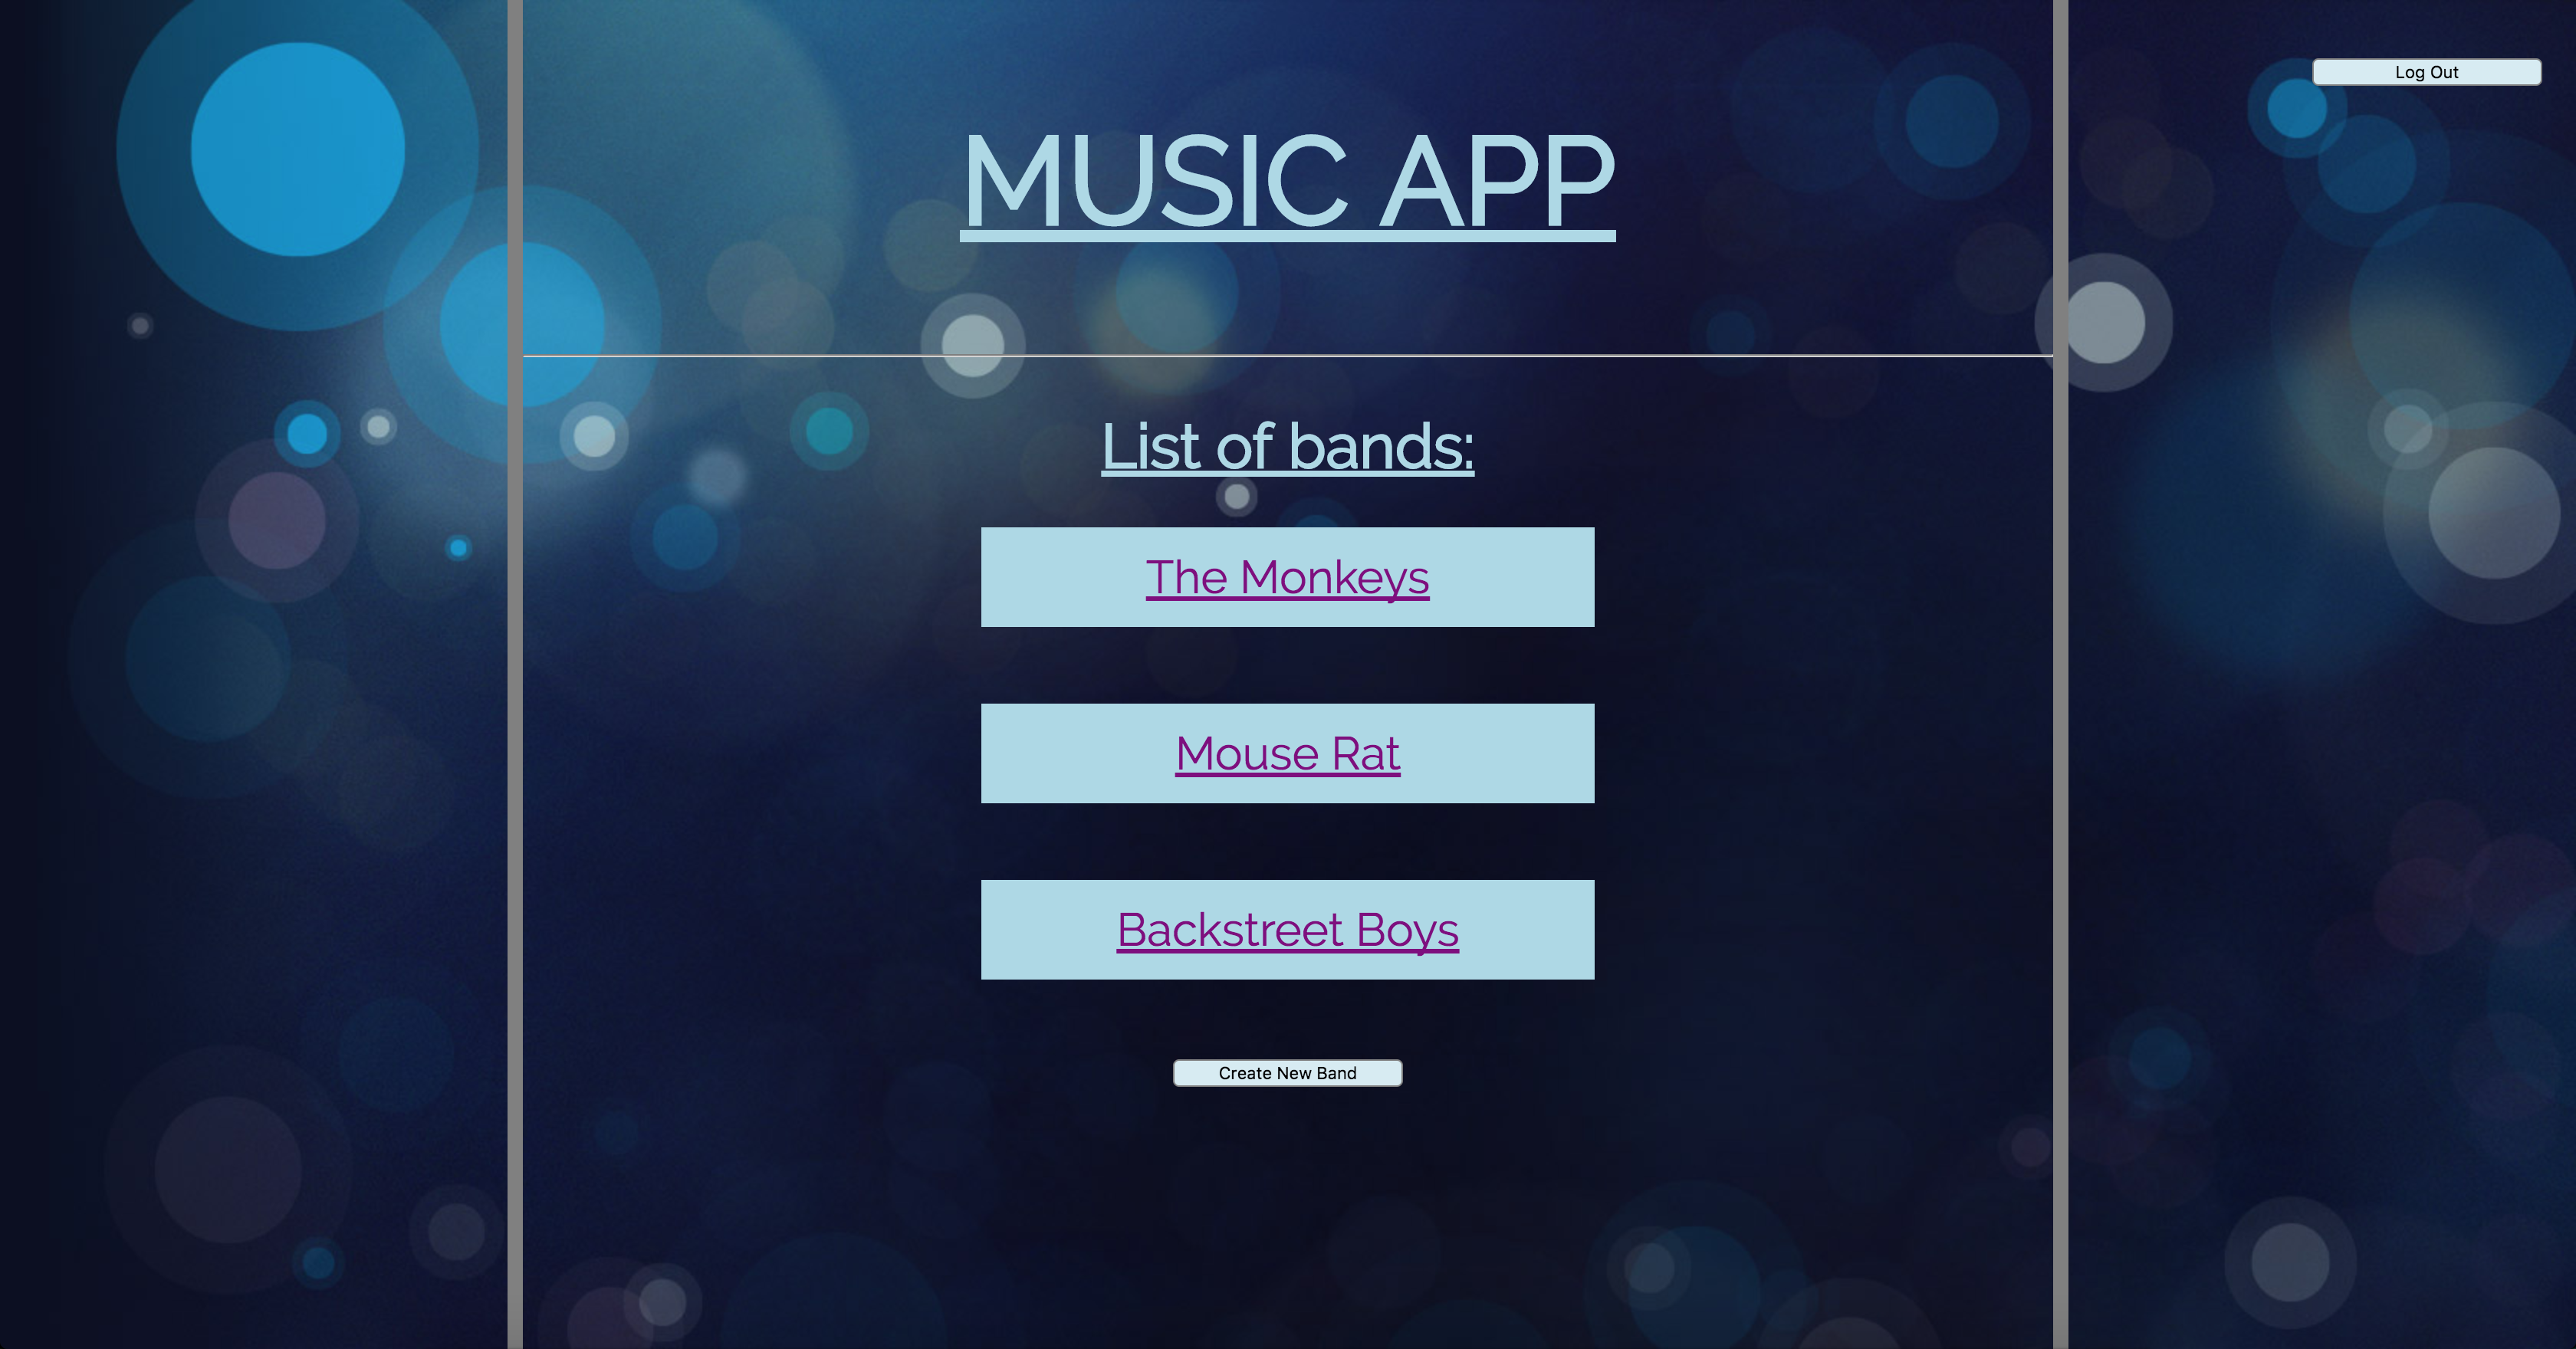 Log Out
MUSIC APP
List of bands:
The Monkeys
Mouse Rat
Backstreet Boys
Create New Band